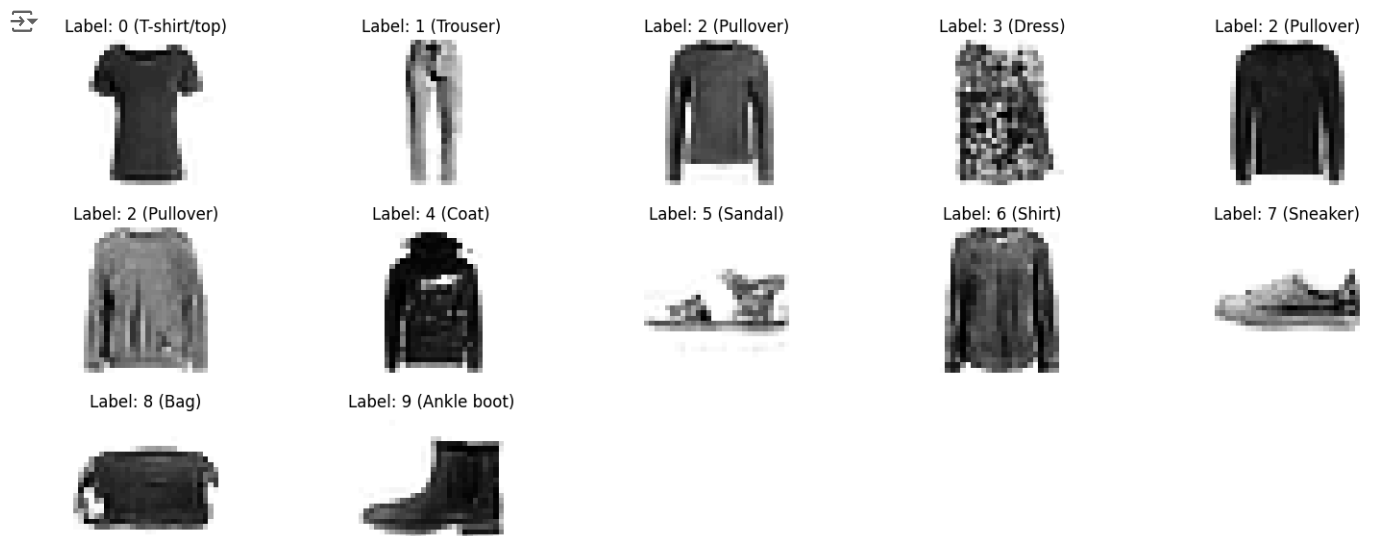 Label: 0 (T-shirt/top)
Label: 1 (Trouser)
Label: 2 (Pullover)
Label: 3 (Dress)
Label: 2 (Pullover)
Label: 2 (Pullover)
Label: 4 (Coat)
Label: 5 (Sandal)
Label: 6 (Shirt)
Label: 7 (Sneaker)
Label: 8 (Bag)
Label: 9 (Ankle boot)